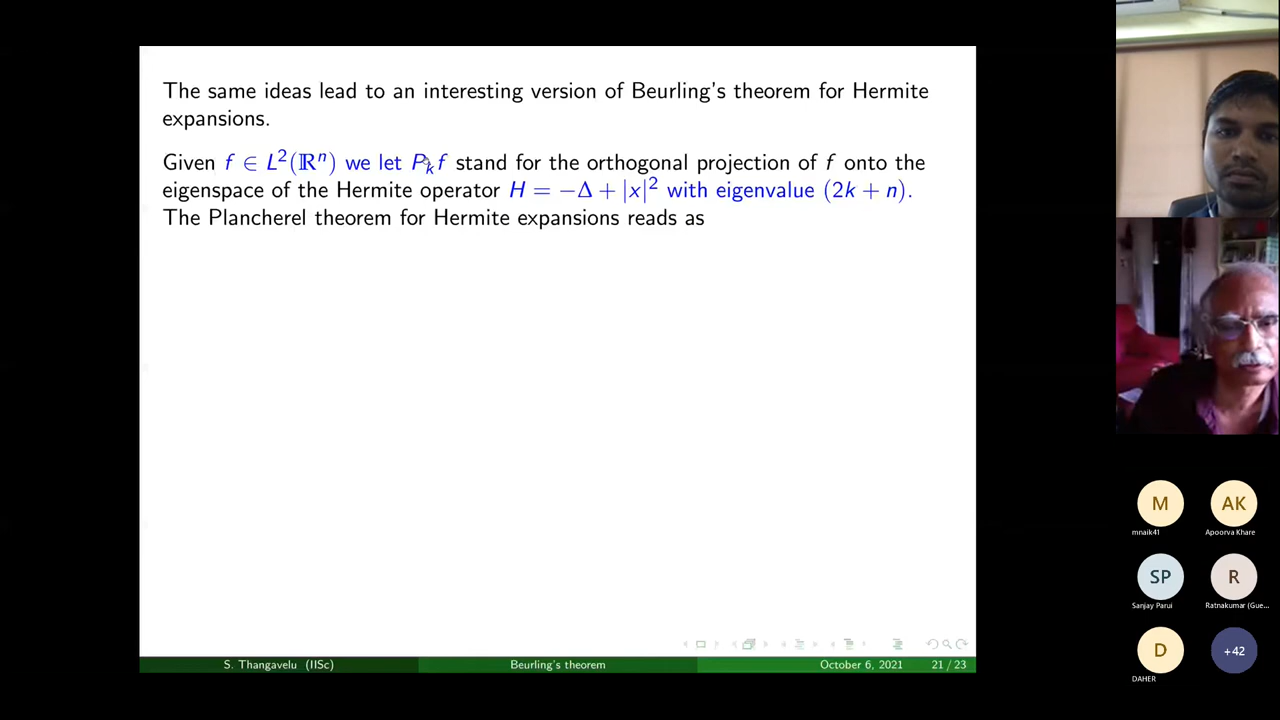 The same ideas lead to an interesting version of Beurling's theorem for Hermite
expansions.
Given f ∈ L²(ℝⁿ) we let Pₖf stand for the orthogonal projection of f onto the
eigenspace of the Hermite operator H = −Δ + |x|² with eigenvalue (2k + n).
The Plancherel theorem for Hermite expansions reads as
S. Thangavelu (IISc) Beurling's theorem October 6, 2021 21 / 23
M AK
mnaik41 Apoorva Khare
SP R
Sanjay Parui Ratnakumar (Gue...
D +42
DAHER